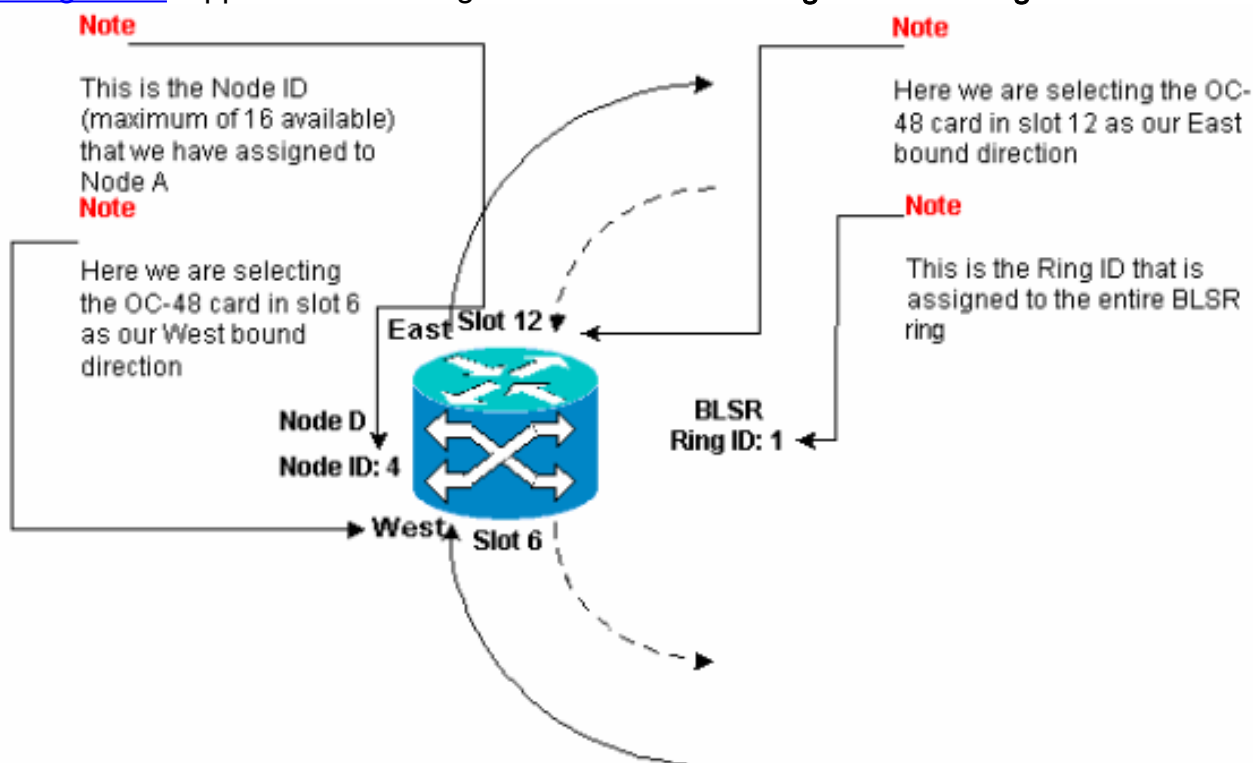 Note
This is the Node ID
(maximum of 16 available)
that we have assigned to
Node A
Note
Here we are selecting
the OC-48 card in slot 6
as our West bound
direction
Note
Here we are selecting the OC-
48 card in slot 12 as our East
bound direction
Note
This is the Ring ID that is
assigned to the entire BLSR
ring
East
Slot 12
Node D
Node ID: 4
BLSR
Ring ID: 1
West
Slot 6